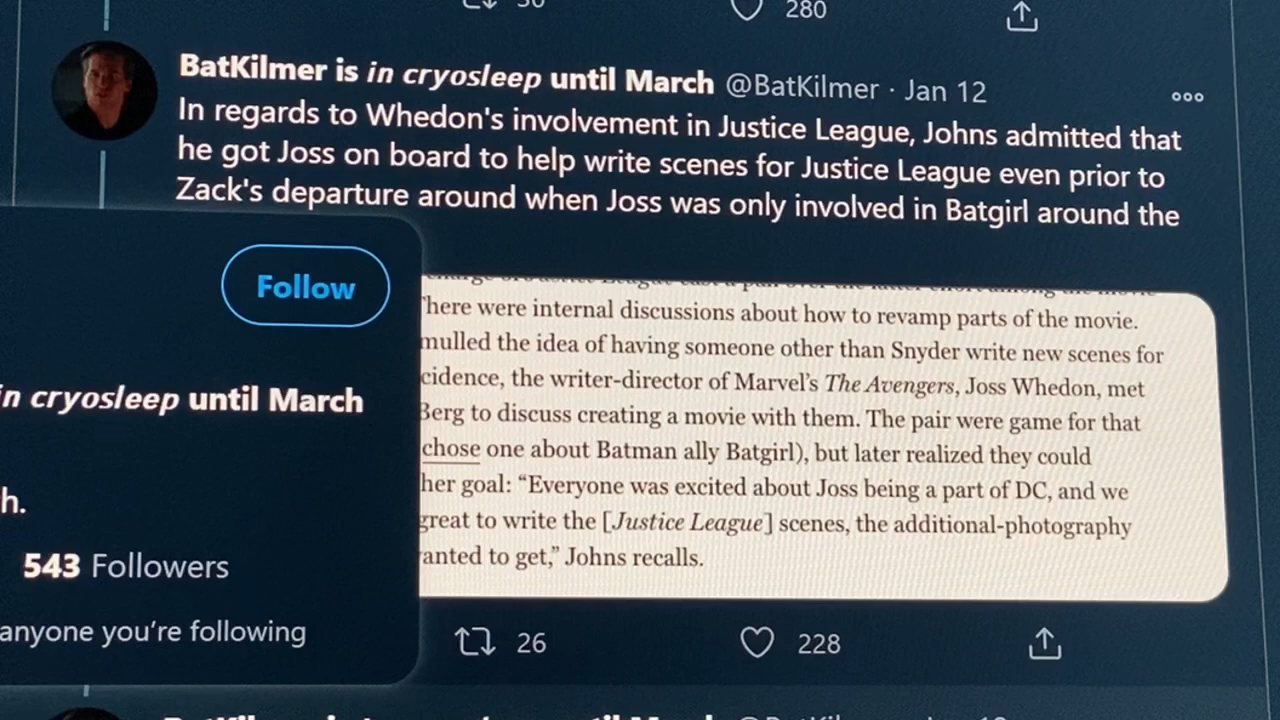 280
BatKilmer is in cryosleep until March @BatKilmer · Jan 12
In regards to Whedon's involvement in Justice League, Johns admitted that
he got Joss on board to help write scenes for Justice League even prior to
Zack's departure around when Joss was only involved in Batgirl around the
Follow
in cryosleep until March
h.
543 Followers
anyone you're following
here were internal discussions about how to revamp parts of the movie.
mulled the idea of having someone other than Snyder write new scenes for
cidence, the writer-director of Marvel's The Avengers, Joss Whedon, met
Berg to discuss creating a movie with them. The pair were game for that
chose one about Batman ally Batgirl), but later realized they could
her goal: “Everyone was excited about Joss being a part of DC, and we
great to write the [Justice League] scenes, the additional-photography
anted to get,” Johns recalls.
26
228